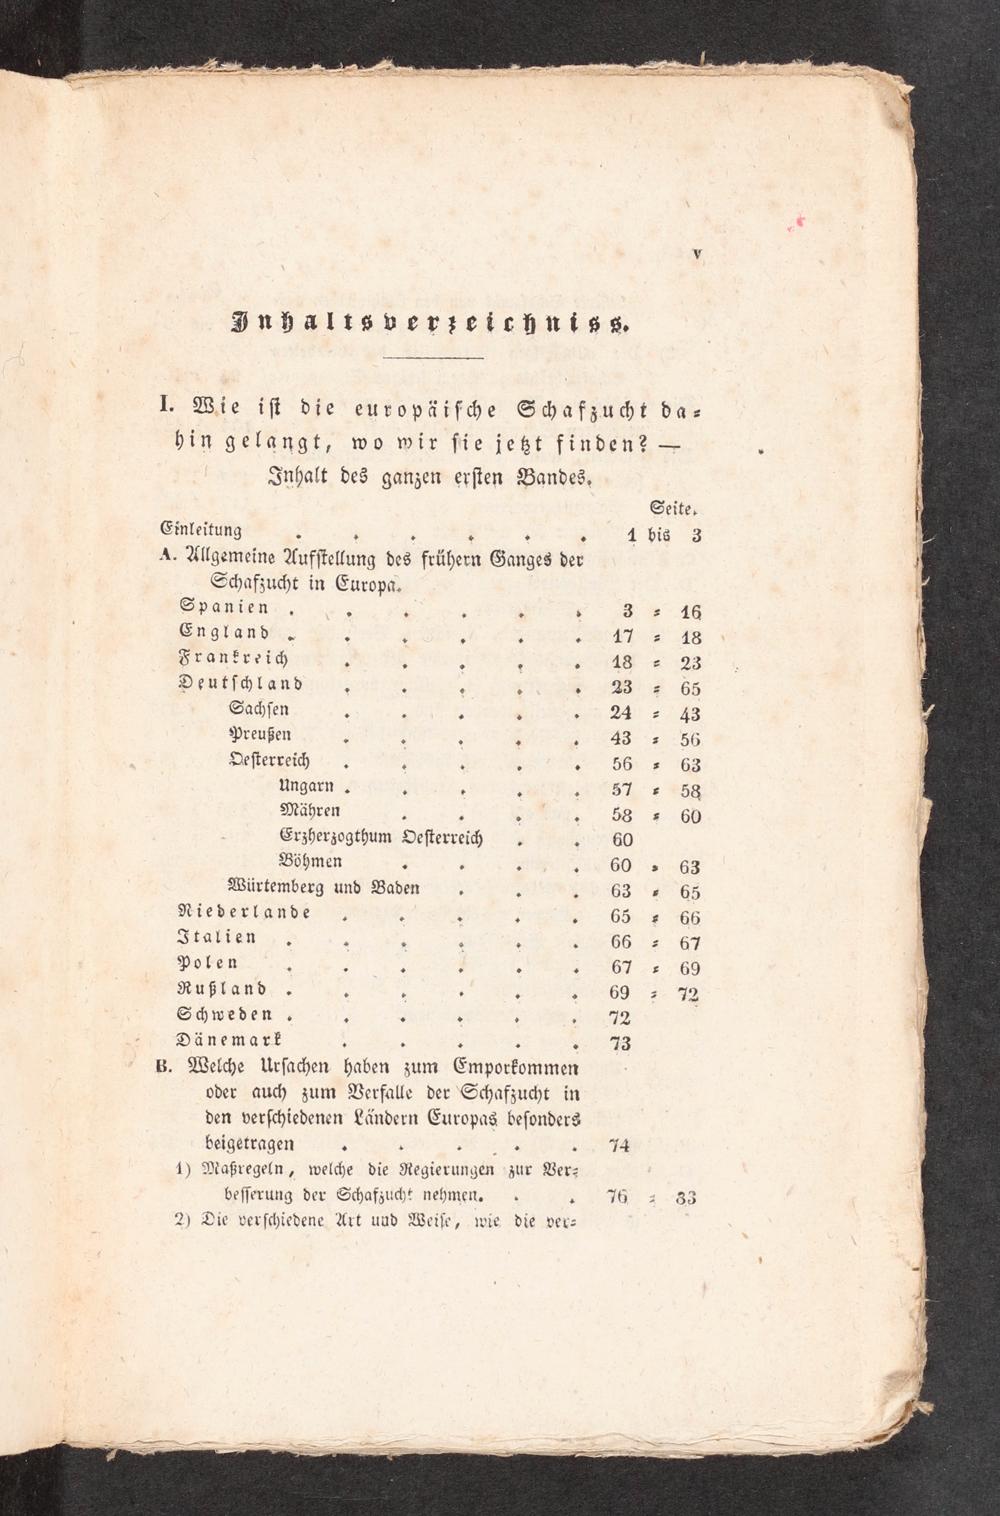 v
Inhaltsverzeichniss.
I. Wie ist die europäische Schafzucht da=
hin gelangt, wo wir sie jetzt finden? —
Inhalt des ganzen ersten Bandes.
Seite.
Einleitung . . . . . . 1 bis 3
A. Allgemeine Aufstellung des frühern Ganges der
Schafzucht in Europa.
Spanien . . . . . . 3 = 16
England . . . . . . 17 = 18
Frankreich . . . . . 18 = 23
Deutschland . . . . . 23 = 65
Sachsen . . . . . 24 = 43
Preußen . . . . . 43 = 56
Oesterreich . . . . . 56 = 63
Ungarn . . . . . 57 = 58
Mähren . . . . 58 = 60
Erzherzogthum Oesterreich . . 60
Böhmen . . . . 60 = 63
Würtemberg und Baden . . . 63 = 65
Niederlande . . . . . 65 = 66
Italien . . . . . . 66 = 67
Polen . . . . . . 67 = 69
Rußland . . . . . . 69 = 72
Schweden . . . . . . 72
Dänemark . . . . . 73
B. Welche Ursachen haben zum Emporkommen
oder auch zum Verfalle der Schafzucht in
den verschiedenen Ländern Europas besonders
beigetragen . . . . . 74
1) Maßregeln, welche die Regierungen zur Ver=
besserung der Schafzucht nehmen. . . 76 = 83
2) Die verschiedene Art und Weise, wie die ver=